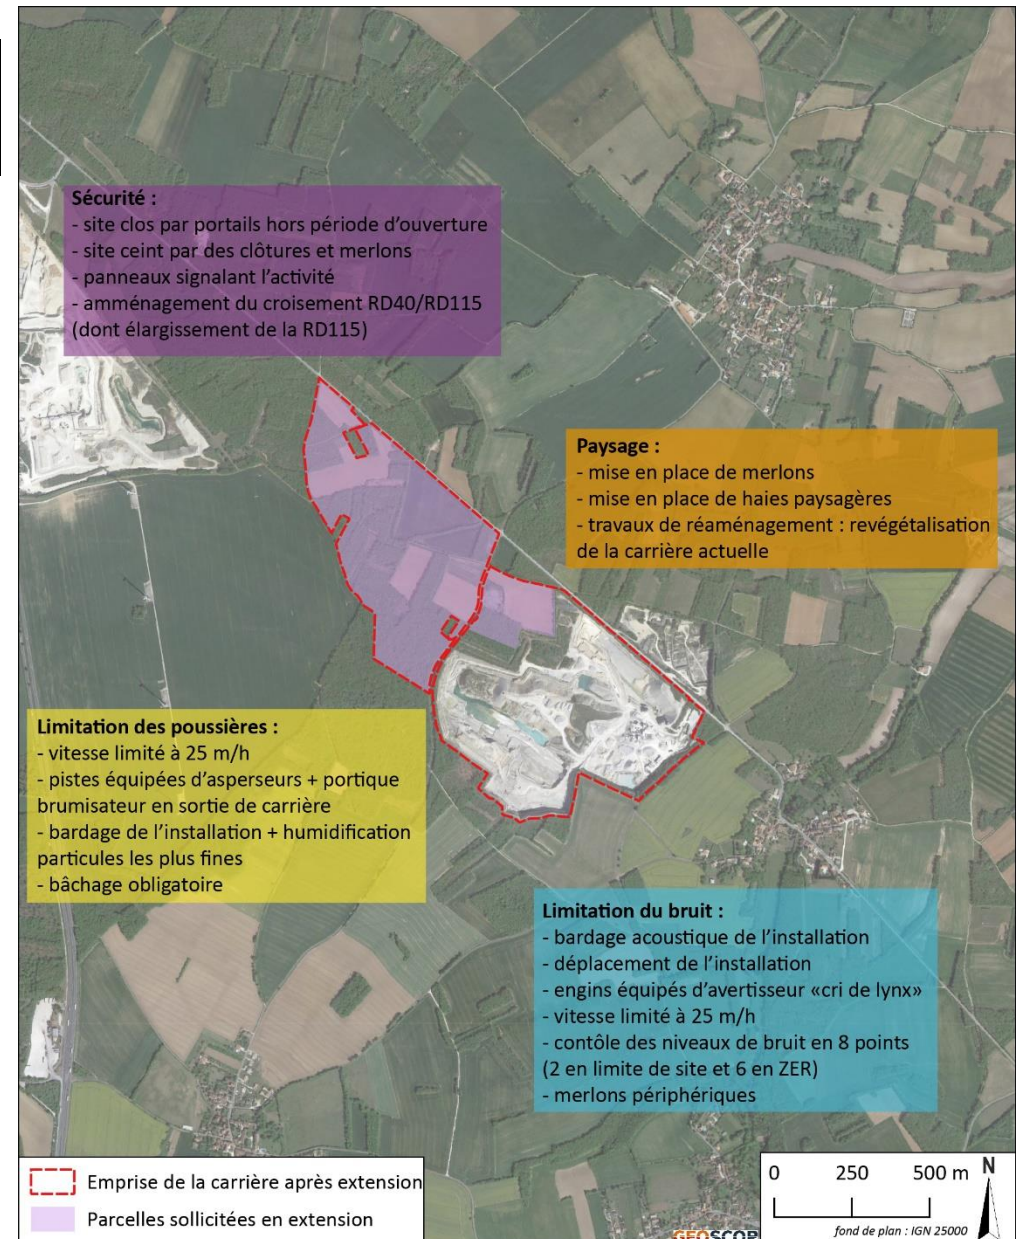 Sécurité :
- site clos par portails hors période d'ouverture
- site ceint par des clôtures et merlons
- panneaux signalant l'activité
- amménagement du croisement RD40/RD115
(dont élargissement de la RD115)
Paysage :
- mise en place de merlons
- mise en place de haies paysagères
- travaux de réaménagement : revégétalisation
de la carrière actuelle
Limitation des poussières :
- vitesse limité à 25 m/h
- pistes équipées d'asperseurs + portique
brumisateur en sortie de carrière
- bardage de l'installation + humidification
particules les plus fines
- bâchage obligatoire
Limitation du bruit :
- bardage acoustique de l'installation
- déplacement de l'installation
- engins équipés d'avertisseur «cri de lynx»
- vitesse limité à 25 m/h
- contôle des niveaux de bruit en 8 points
(2 en limite de site et 6 en ZER)
- merlons périphériques
Emprise de la carrière après extension
Parcelles sollicitées en extension
0 250 500 m N
fond de plan : IGN 25000
GEOSCOP